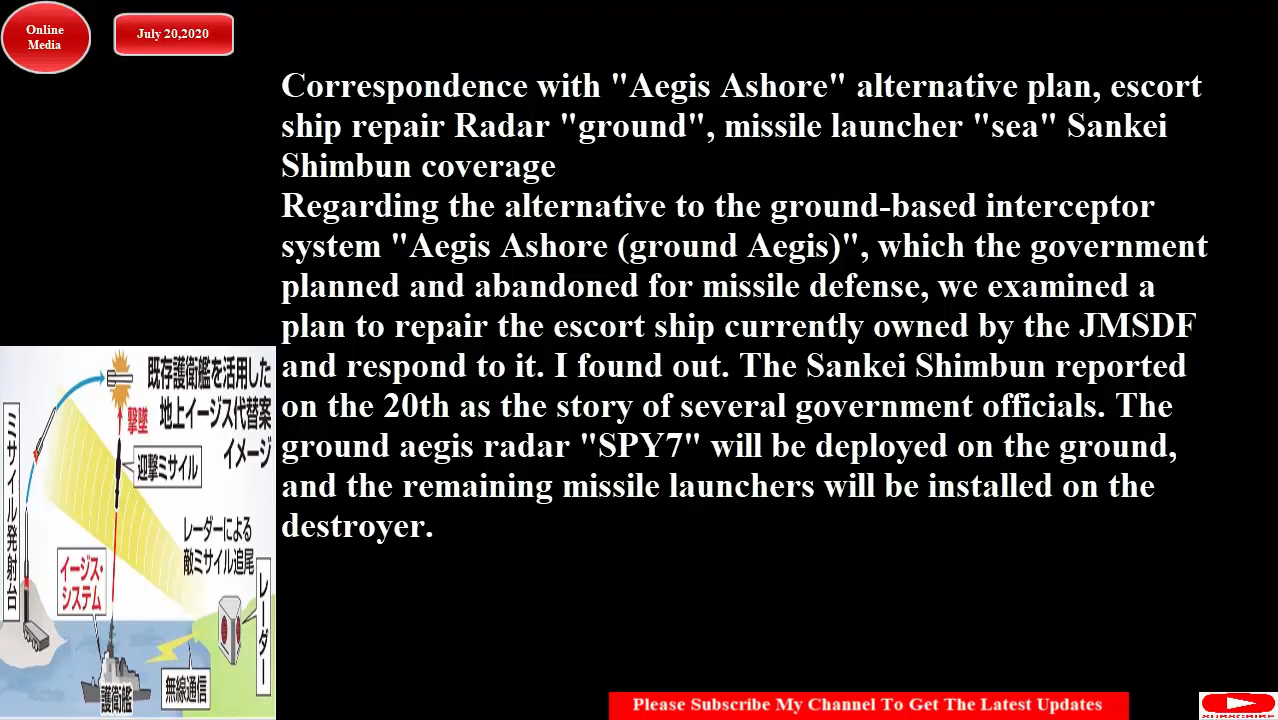 Online
Media
July 20,2020
Correspondence with "Aegis Ashore" alternative plan, escort
ship repair Radar "ground", missile launcher "sea" Sankei
Shimbun coverage
Regarding the alternative to the ground-based interceptor
system "Aegis Ashore (ground Aegis)", which the government
planned and abandoned for missile defense, we examined a
plan to repair the escort ship currently owned by the JMSDF
and respond to it. I found out. The Sankei Shimbun reported
on the 20th as the story of several government officials. The
ground aegis radar "SPY7" will be deployed on the ground,
and the remaining missile launchers will be installed on the
destroyer.
既存護衛艦を活用した
地上イージス代替案
イメージ
撃墜
迎撃ミサイル
ミサイル発射台
レーダーによる
敵ミサイル追尾
イージス・
システム
レーダー
無線通信
護衛艦
Please Subscribe My Channel To Get The Latest Updates
SUBSCRIBE